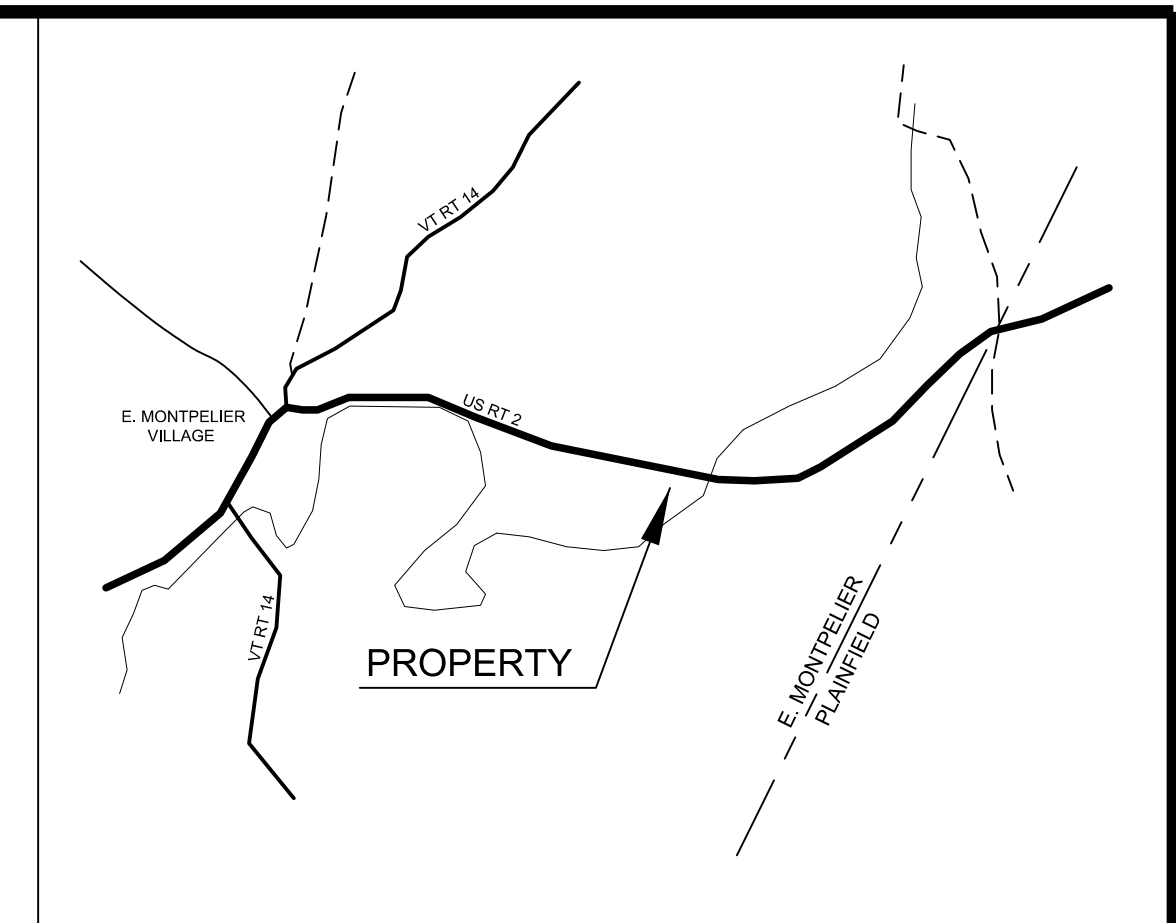 VT RT 14
E. MONTPELIER
VILLAGE
US RT 2
VT RT 14
PROPERTY
E. MONTPELIER
PLAINFIELD